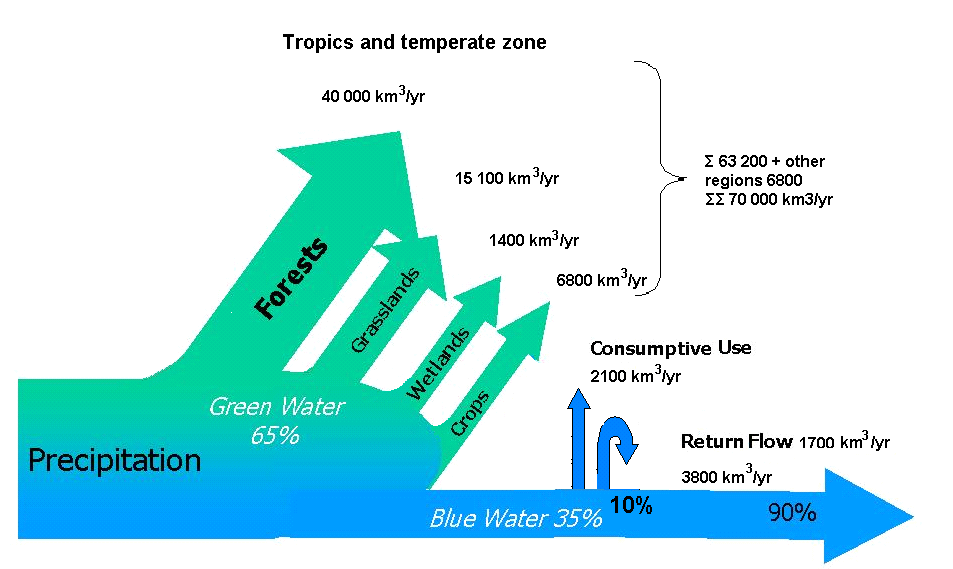 Tropics and temperate zone
40 000 km³/yr
15 100 km³/yr
1400 km³/yr
6800 km³/yr
Σ 63 200 + other
regions 6800
ΣΣ 70 000 km3/yr
Forests
Grasslands
Wetlands
Crops
Consumptive Use
2100 km³/yr
Green Water
65%
Precipitation
Return Flow 1700 km³/yr
3800 km³/yr
Blue Water 35%
10%
90%